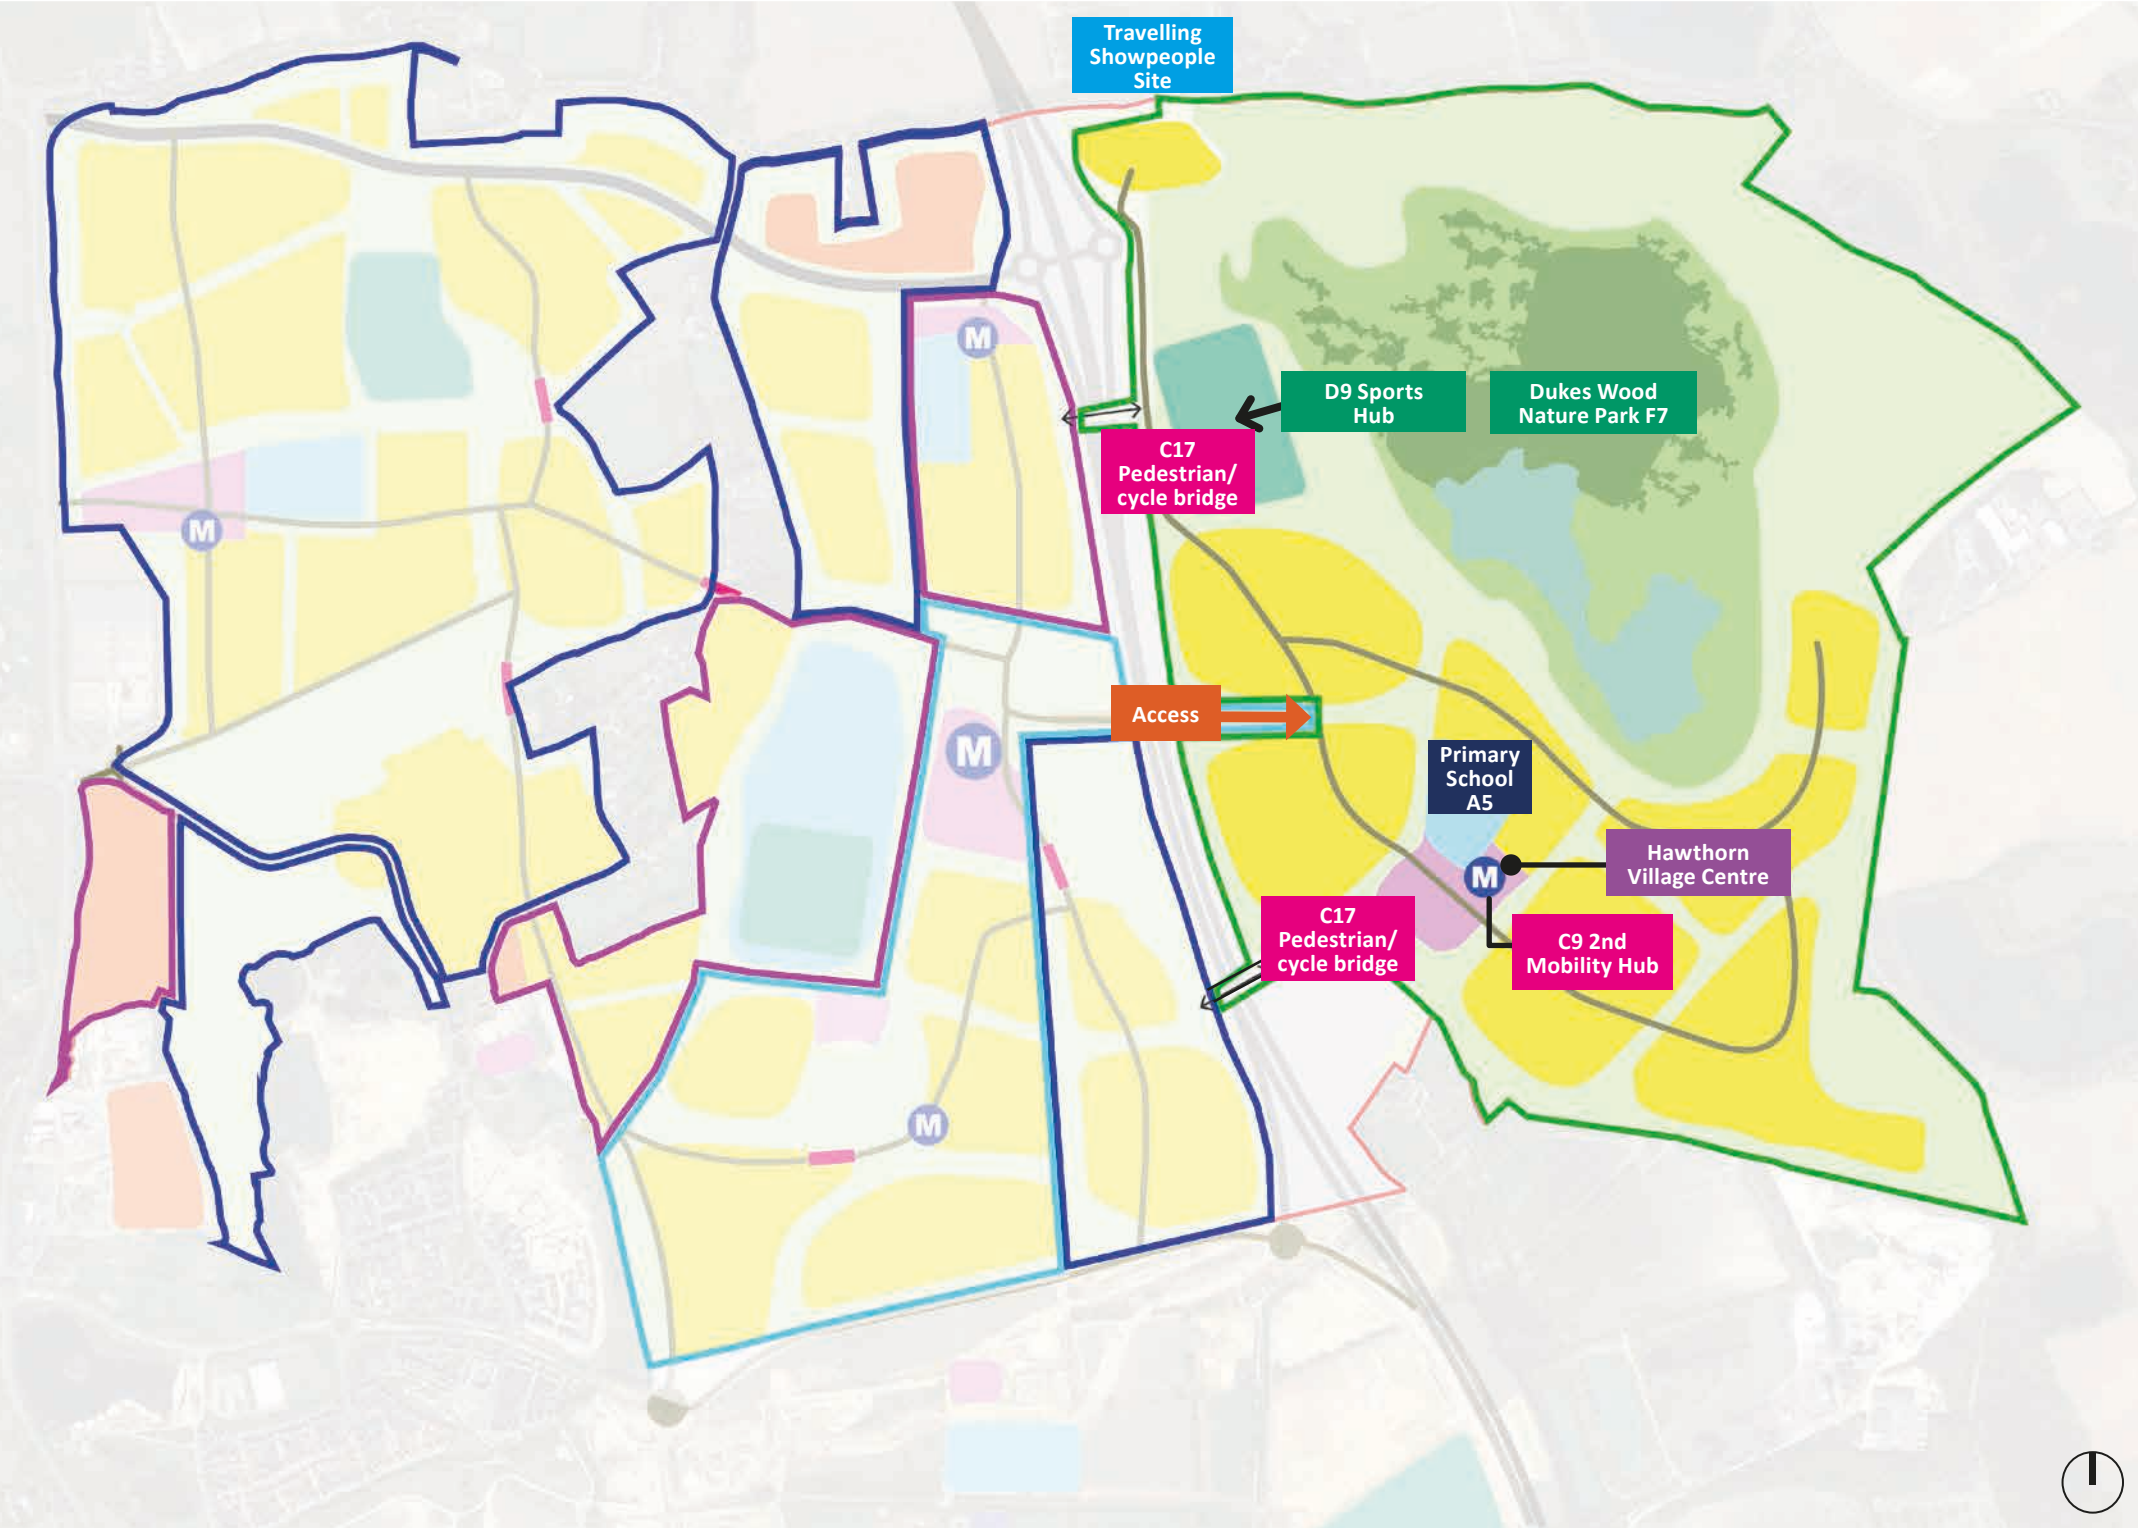 Travelling
Showpeople
Site
M
D9 Sports
Hub
Dukes Wood
Nature Park F7
C17
Pedestrian/
cycle bridge
M
Access
M
Primary
School
A5
Hawthorn
Village Centre
M
C17
Pedestrian/
cycle bridge
C9 2nd
Mobility Hub
M